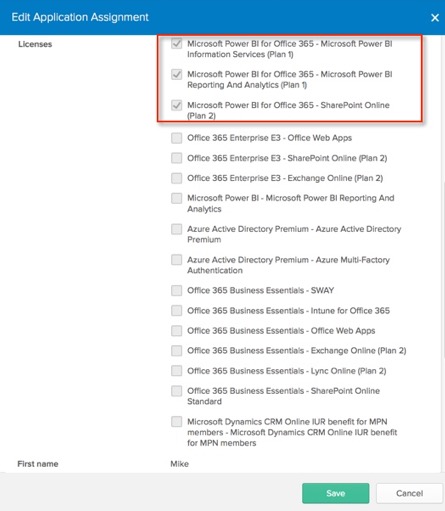 Edit Application Assignment
Licenses
Microsoft Power BI for Office 365 - Microsoft Power BI
Information Services (Plan 1)
Microsoft Power BI for Office 365 - Microsoft Power BI
Reporting And Analytics (Plan 1)
Microsoft Power BI for Office 365 - SharePoint Online
(Plan 2)
Office 365 Enterprise E3 - Office Web Apps
Office 365 Enterprise E3 - SharePoint Online (Plan 2)
Office 365 Enterprise E3 - Exchange Online (Plan 2)
Microsoft Power BI - Microsoft Power BI Reporting And
Analytics
Azure Active Directory Premium - Azure Active Directory
Premium
Azure Active Directory Premium - Azure Multi-Factory
Authentication
Office 365 Business Essentials - SWAY
Office 365 Business Essentials - Intune for Office 365
Office 365 Business Essentials - Office Web Apps
Office 365 Business Essentials - Exchange Online (Plan 2)
Office 365 Business Essentials - Lync Online (Plan 2)
Office 365 Business Essentials - SharePoint Online
Standard
Microsoft Dynamics CRM Online IUR benefit for MPN
members - Microsoft Dynamics CRM Online IUR benefit
for MPN members
First name Mike
Save Cancel